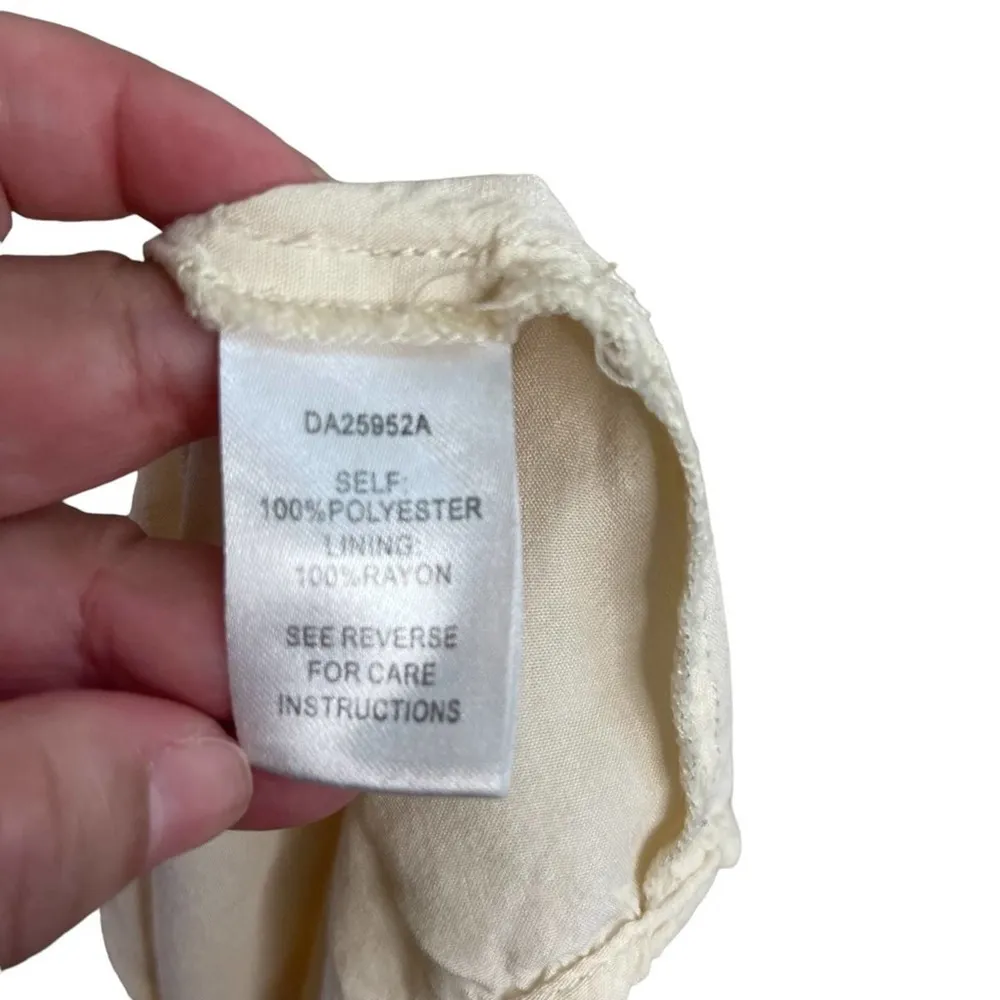 DA25952A
SELF:
100%POLYESTER
LINING:
100%RAYON
SEE REVERSE
FOR CARE
INSTRUCTIONS